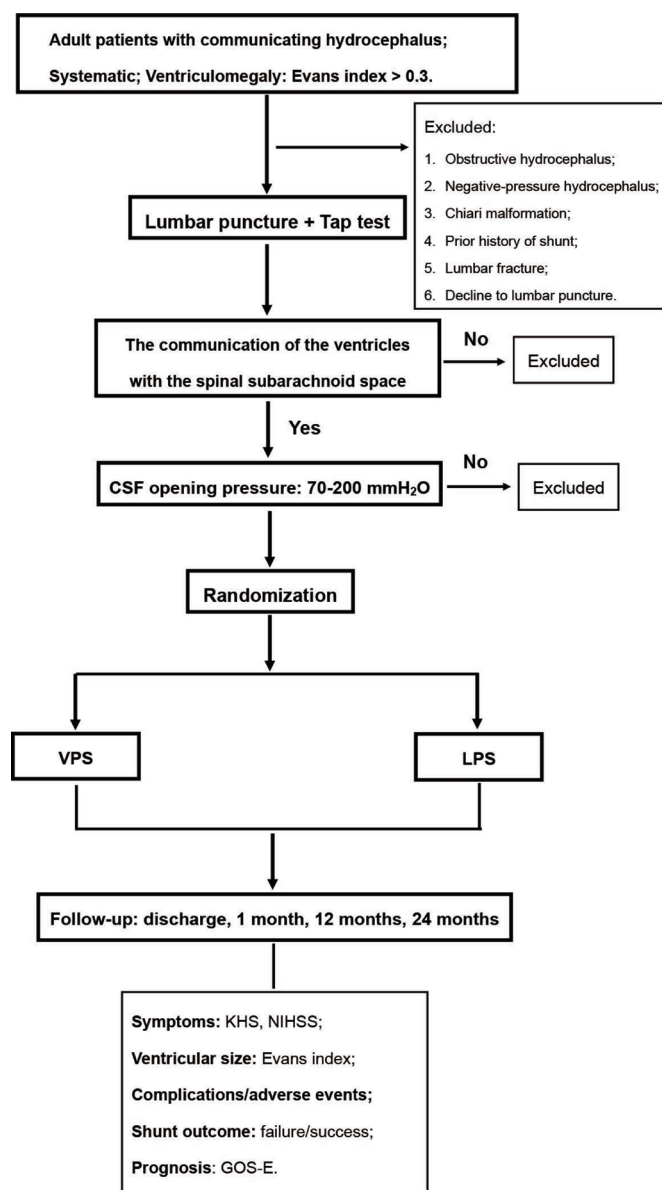 Adult patients with communicating hydrocephalus;
Systematic; Ventriculomegaly: Evans index > 0.3.
Excluded:
1. Obstructive hydrocephalus;
2. Negative-pressure hydrocephalus;
3. Chiari malformation;
4. Prior history of shunt;
5. Lumbar fracture;
6. Decline to lumbar puncture.
Lumbar puncture + Tap test
The communication of the ventricles
with the spinal subarachnoid space
No
Excluded
Yes
CSF opening pressure: 70-200 mmH₂O
No
Excluded
Randomization
VPS
LPS
Follow-up: discharge, 1 month, 12 months, 24 months
Symptoms: KHS, NIHSS;
Ventricular size: Evans index;
Complications/adverse events;
Shunt outcome: failure/success;
Prognosis: GOS-E.